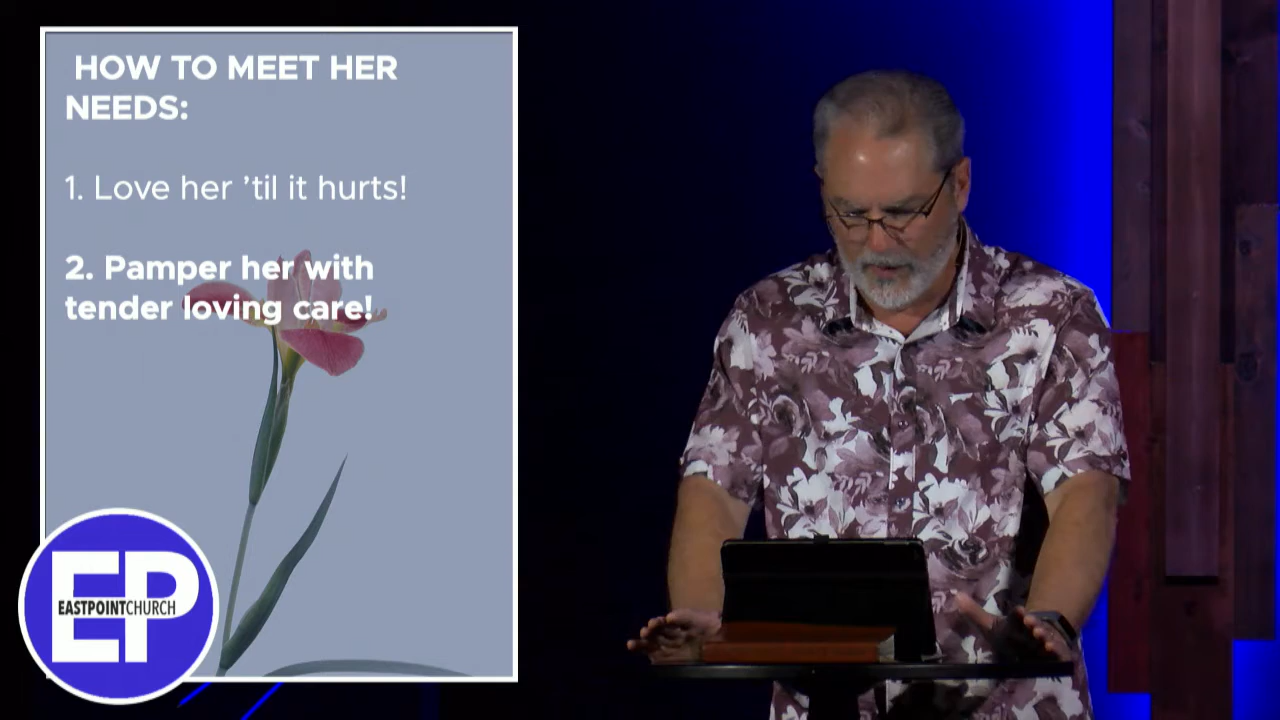 HOW TO MEET HER
NEEDS:
1. Love her ’til it hurts!
2. Pamper her with
tender loving care!
EP
EASTPOINTCHURCH